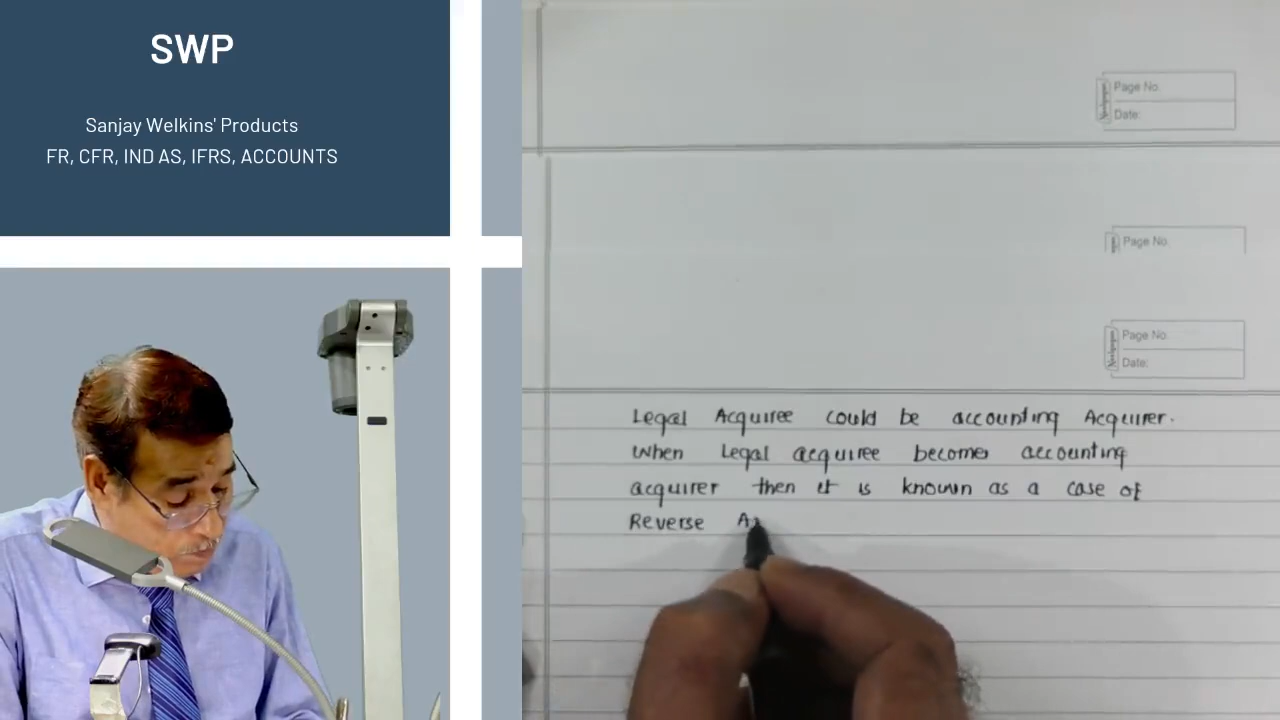 SWP
Sanjay Welkins' Products
FR, CFR, IND AS, IFRS, ACCOUNTS
Page No.
Date:
Page No.
Page No.
Date:
Legal Acquiree could be accounting Acquirer.
When Legal acquiree becomes accounting
acquirer then it is known as a case of
Reverse